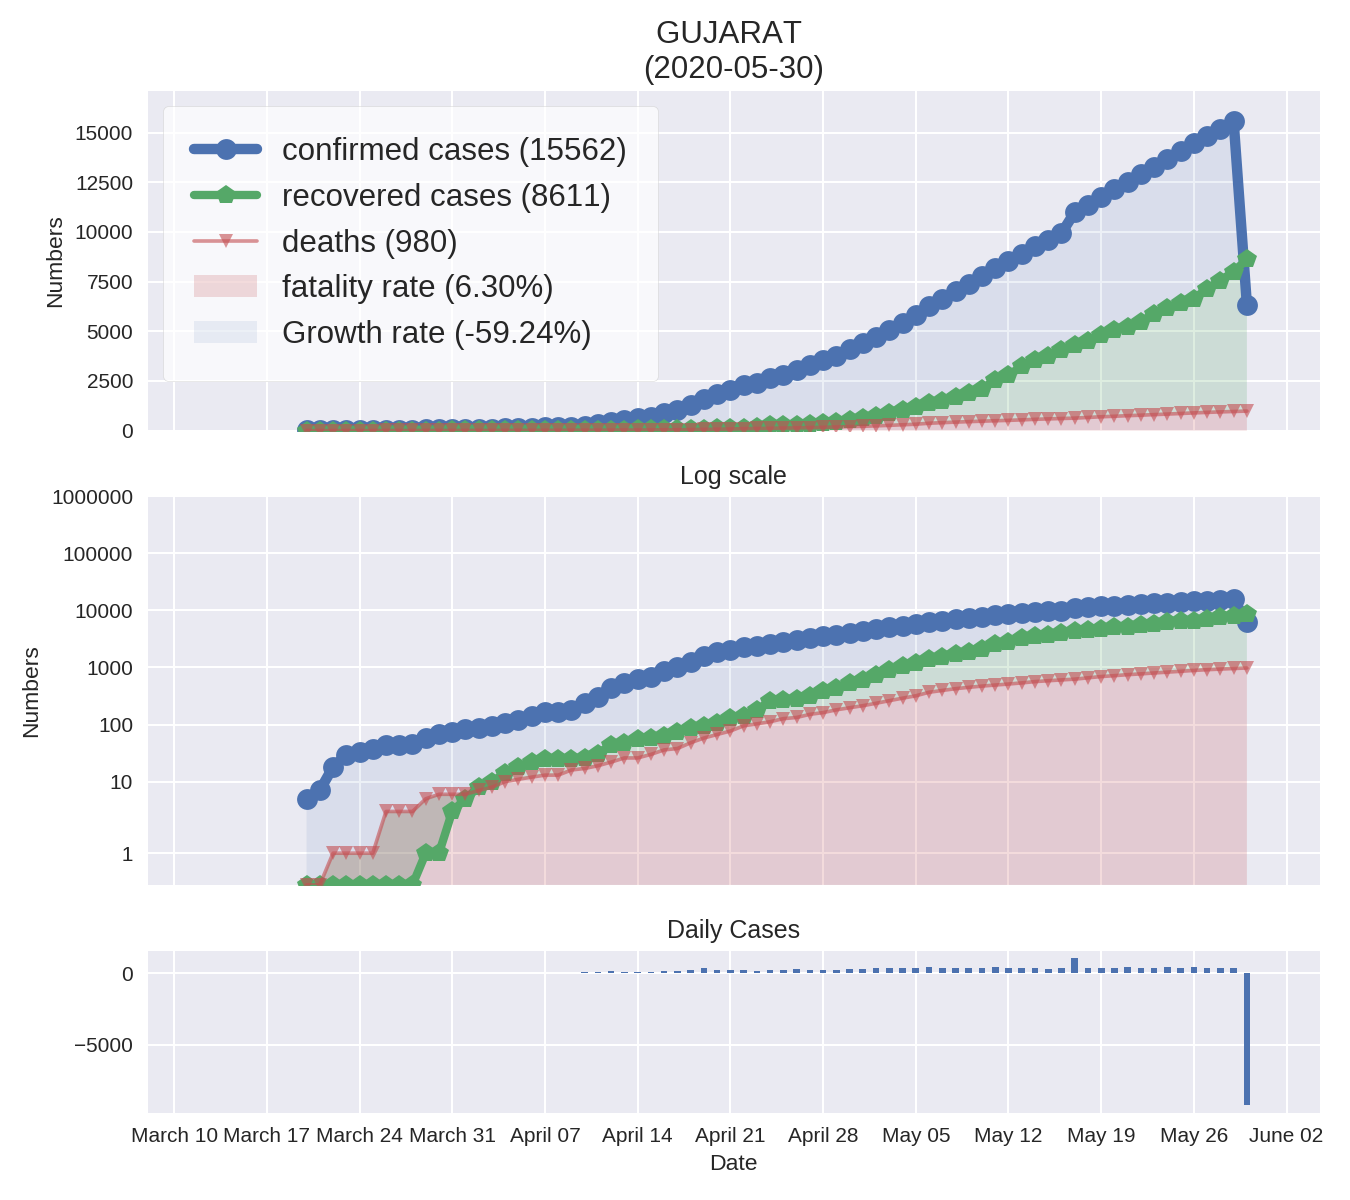 GUJARAT
(2020-05-30)
15000
12500
10000
7500
5000
2500
0
Numbers
confirmed cases (15562)
recovered cases (8611)
deaths (980)
fatality rate (6.30%)
Growth rate (-59.24%)
Log scale
1000000
100000
10000
1000
100
10
1
Numbers
Daily Cases
0
−5000
March 10 March 17 March 24 March 31 April 07 April 14 April 21 April 28 May 05 May 12 May 19 May 26 June 02
Date